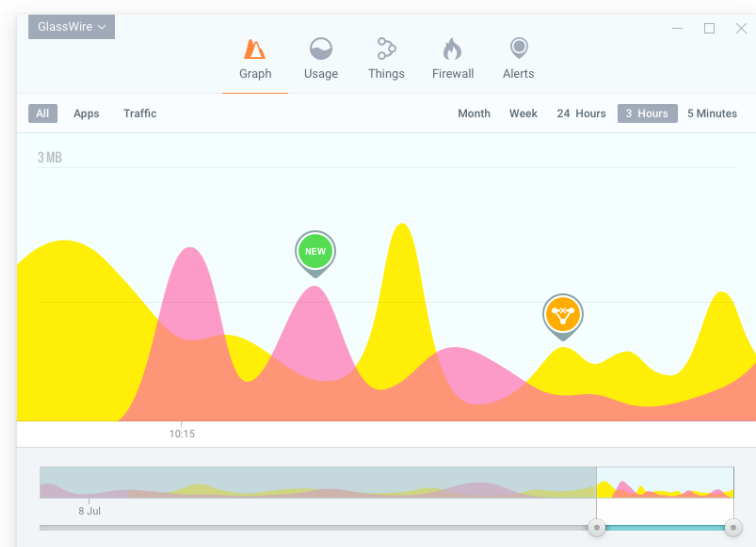 GlassWire
Graph Usage Things Firewall Alerts
All Apps Traffic Month Week 24 Hours 3 Hours 5 Minutes
3 MB
NEW
10:15
8 Jul